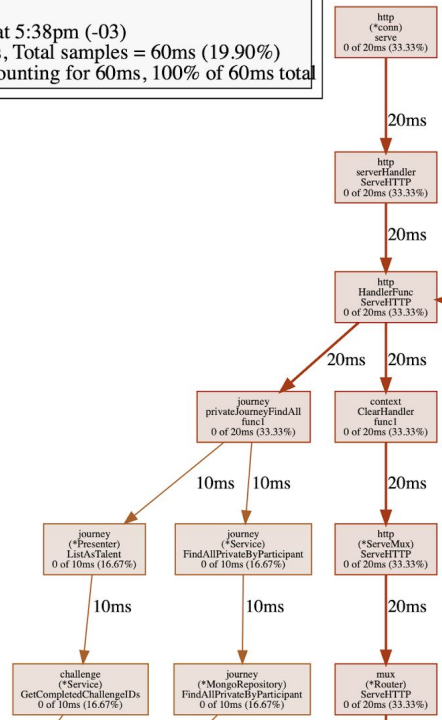 at 5:38pm (-03)
s, Total samples = 60ms (19.90%)
ounting for 60ms, 100% of 60ms total
http
(*conn)
serve
0 of 20ms (33.33%)
20ms
http
serverHandler
ServeHTTP
0 of 20ms (33.33%)
20ms
http
HandlerFunc
ServeHTTP
0 of 20ms (33.33%)
20ms
20ms
journey
privateJourneyFindAll
func1
0 of 20ms (33.33%)
context
ClearHandler
func1
0 of 20ms (33.33%)
10ms
10ms
20ms
journey
(*Presenter)
ListAsTalent
0 of 10ms (16.67%)
journey
(*Service)
FindAllPrivateByParticipant
0 of 10ms (16.67%)
http
(*ServeMux)
ServeHTTP
0 of 20ms (33.33%)
10ms
10ms
20ms
challenge
(*Service)
GetCompletedChallengeIDs
0 of 10ms (16.67%)
journey
(*MongoRepository)
FindAllPrivateByParticipant
0 of 10ms (16.67%)
mux
(*Router)
ServeHTTP
0 of 20ms (33.33%)